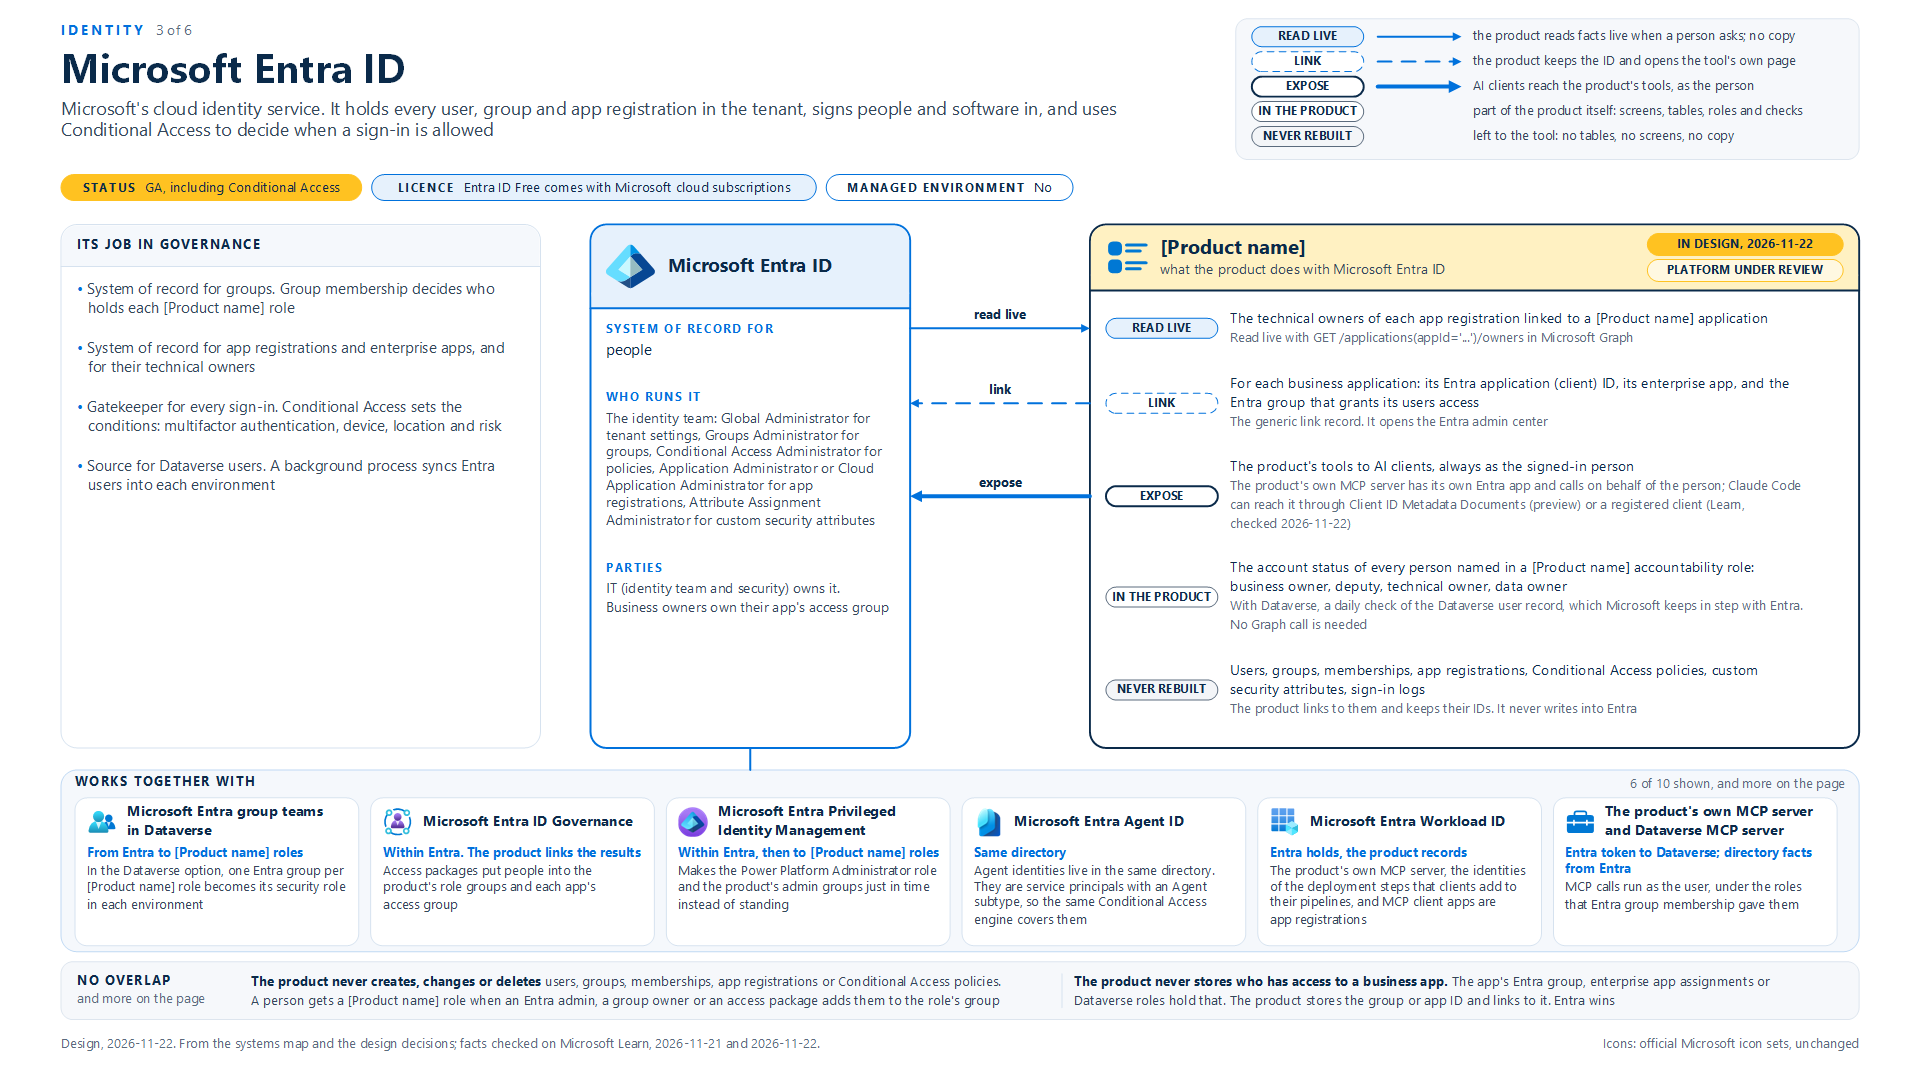 IDENTITY 3 of 6
Microsoft Entra ID
Microsoft's cloud identity service. It holds every user, group and app registration in the tenant, signs people and software in, and uses
Conditional Access to decide when a sign-in is allowed
READ LIVE the product reads facts live when a person asks; no copy
LINK the product keeps the ID and opens the tool's own page
EXPOSE AI clients reach the product's tools, as the person
IN THE PRODUCT part of the product itself: screens, tables, roles and checks
NEVER REBUILT left to the tool: no tables, no screens, no copy
STATUS GA, including Conditional Access
LICENCE Entra ID Free comes with Microsoft cloud subscriptions
MANAGED ENVIRONMENT No
ITS JOB IN GOVERNANCE
• System of record for groups. Group membership decides who
holds each [Product name] role
• System of record for app registrations and enterprise apps, and
for their technical owners
• Gatekeeper for every sign-in. Conditional Access sets the
conditions: multifactor authentication, device, location and risk
• Source for Dataverse users. A background process syncs Entra
users into each environment
Microsoft Entra ID
SYSTEM OF RECORD FOR
people
WHO RUNS IT
The identity team: Global Administrator for
tenant settings, Groups Administrator for
groups, Conditional Access Administrator for
policies, Application Administrator or Cloud
Application Administrator for app
registrations, Attribute Assignment
Administrator for custom security attributes
PARTIES
IT (identity team and security) owns it.
Business owners own their app's access group
read live
link
expose
[Product name]
what the product does with Microsoft Entra ID
IN DESIGN, 2026-11-22
PLATFORM UNDER REVIEW
READ LIVE
The technical owners of each app registration linked to a [Product name] application
Read live with GET /applications(appId='...')/owners in Microsoft Graph
LINK
For each business application: its Entra application (client) ID, its enterprise app, and the
Entra group that grants its users access
The generic link record. It opens the Entra admin center
EXPOSE
The product's tools to AI clients, always as the signed-in person
The product's own MCP server has its own Entra app and calls on behalf of the person; Claude Code
can reach it through Client ID Metadata Documents (preview) or a registered client (Learn,
checked 2026-11-22)
IN THE PRODUCT
The account status of every person named in a [Product name] accountability role:
business owner, deputy, technical owner, data owner
With Dataverse, a daily check of the Dataverse user record, which Microsoft keeps in step with Entra.
No Graph call is needed
NEVER REBUILT
Users, groups, memberships, app registrations, Conditional Access policies, custom
security attributes, sign-in logs
The product links to them and keeps their IDs. It never writes into Entra
WORKS TOGETHER WITH
6 of 10 shown, and more on the page
Microsoft Entra group teams
in Dataverse
From Entra to [Product name] roles
In the Dataverse option, one Entra group per
[Product name] role becomes its security role
in each environment
Microsoft Entra ID Governance
Within Entra. The product links the results
Access packages put people into the
product's role groups and each app's
access group
Microsoft Entra Privileged
Identity Management
Within Entra, then to [Product name] roles
Makes the Power Platform Administrator role
and the product's admin groups just in time
instead of standing
Microsoft Entra Agent ID
Same directory
Agent identities live in the same directory.
They are service principals with an Agent
subtype, so the same Conditional Access
engine covers them
Microsoft Entra Workload ID
Entra holds, the product records
The product's own MCP server, the identities
of the deployment steps that clients add to
their pipelines, and MCP client apps are
app registrations
The product's own MCP server
and Dataverse MCP server
Entra token to Dataverse; directory facts
from Entra
MCP calls run as the user, under the roles
that Entra group membership gave them
NO OVERLAP
and more on the page
The product never creates, changes or deletes users, groups, memberships, app registrations or Conditional Access policies.
A person gets a [Product name] role when an Entra admin, a group owner or an access package adds them to the role's group
The product never stores who has access to a business app. The app's Entra group, enterprise app assignments or
Dataverse roles hold that. The product stores the group or app ID and links to it. Entra wins
Design, 2026-11-22. From the systems map and the design decisions; facts checked on Microsoft Learn, 2026-11-21 and 2026-11-22.
Icons: official Microsoft icon sets, unchanged